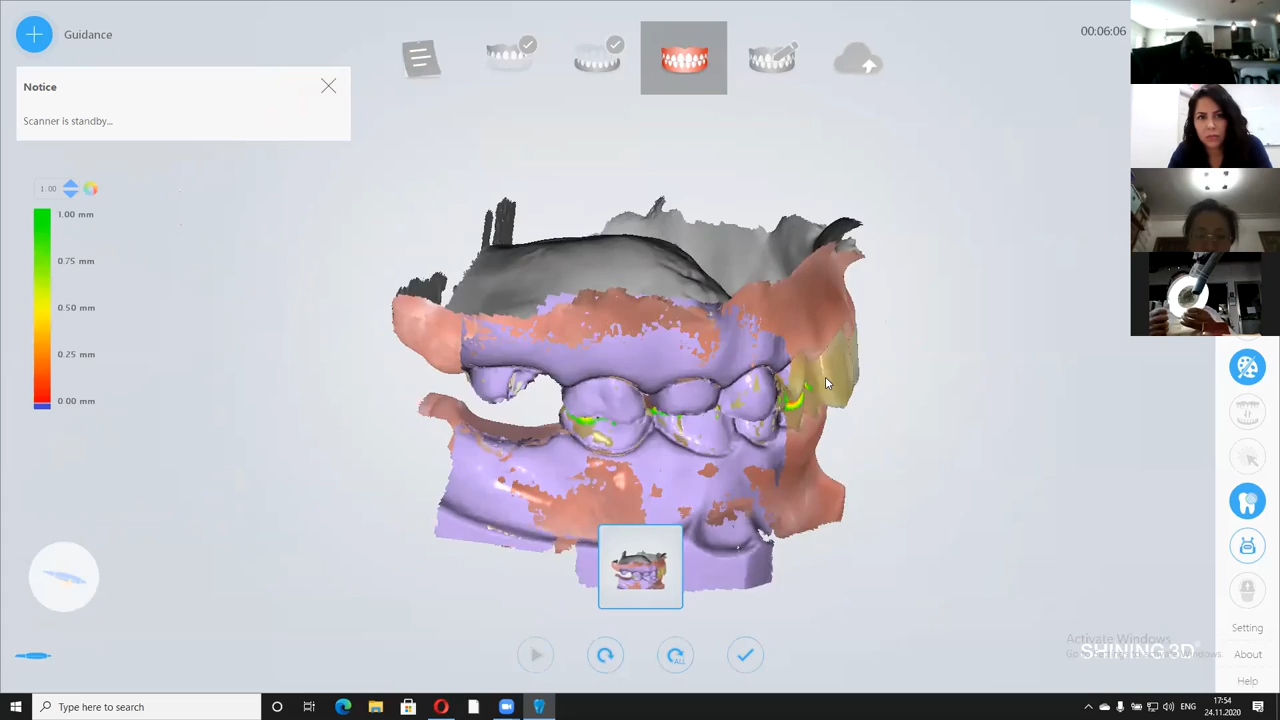 Guidance
00:06:06
Notice
Scanner is standby...
1.00
1.00 mm
0.75 mm
0.50 mm
0.25 mm
0.00 mm
ALL
Setting
Activate Windows
SHINING 3D
About
Help
Type here to search
ENG
17:54
24.11.2020